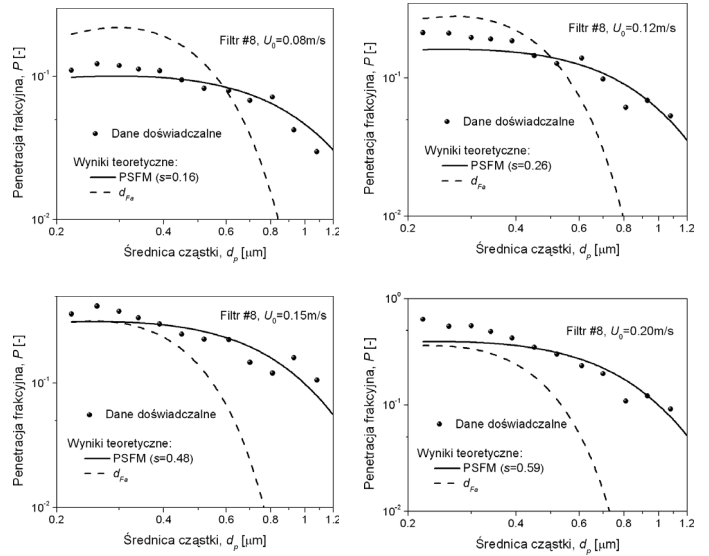 Filtr #8, U0=0.08m/s
Penetracja frakcyjna, P [-]
10^-1
10^-2
Dane doświadczalne
Wyniki teoretyczne:
PSFM (s=0.16)
dFa
0.2 0.4 0.6 0.8 1 1.2
Średnica cząstki, dp [μm]
Filtr #8, U0=0.12m/s
Penetracja frakcyjna, P [-]
10^-1
10^-2
Dane doświadczalne
Wyniki teoretyczne:
PSFM (s=0.26)
dFa
0.2 0.4 0.6 0.8 1 1.2
Średnica cząstki, dp [μm]
Filtr #8, U0=0.15m/s
Penetracja frakcyjna, P [-]
10^-1
10^-2
Dane doświadczalne
Wyniki teoretyczne:
PSFM (s=0.48)
dFa
0.2 0.4 0.6 0.8 1 1.2
Średnica cząstki, dp [μm]
Filtr #8, U0=0.20m/s
Penetracja frakcyjna, P [-]
10^0
10^-1
10^-2
Dane doświadczalne
Wyniki teoretyczne:
PSFM (s=0.59)
dFa
0.2 0.4 0.6 0.8 1 1.2
Średnica cząstki, dp [μm]